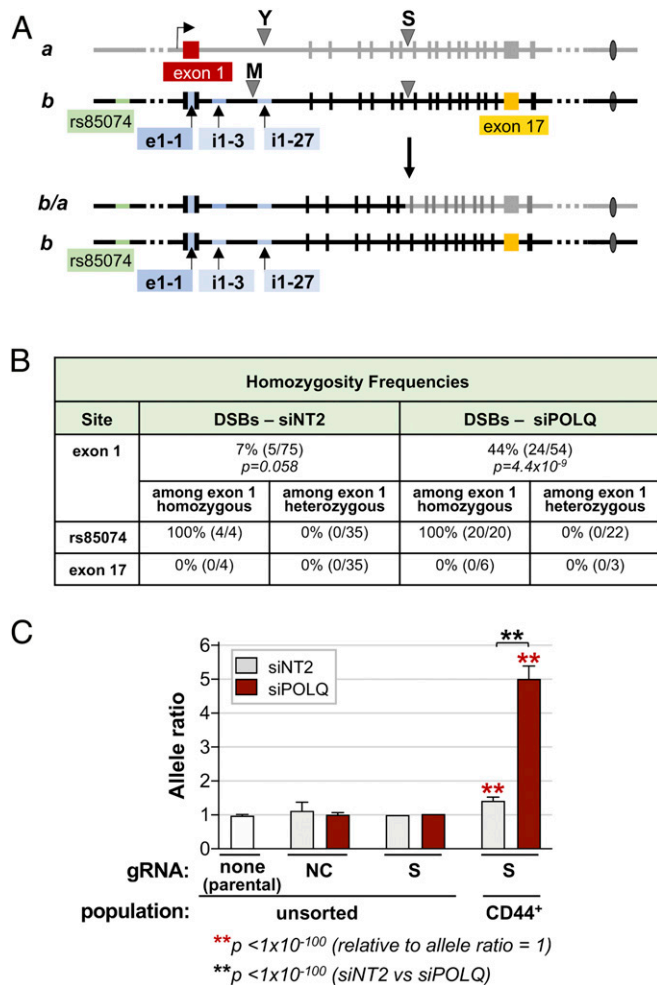 A
Y
S
a
exon 1
M
b
rs85074
e1-1
i1-3
i1-27
exon 17
b/a
b
rs85074
e1-1
i1-3
i1-27
B
Homozygosity Frequencies
Site
DSBs – siNT2
DSBs – siPOLQ
exon 1
7% (5/75)
p=0.058
44% (24/54)
p=4.4x10⁻⁹
among exon 1 homozygous
among exon 1 heterozygous
among exon 1 homozygous
among exon 1 heterozygous
rs85074
100% (4/4)
0% (0/35)
100% (20/20)
0% (0/22)
exon 17
0% (0/4)
0% (0/35)
0% (0/6)
0% (0/3)
C
Allele ratio
6
5
4
3
2
1
0
siNT2
siPOLQ
**
**
**
gRNA:
none
(parental)
NC
S
S
population:
unsorted
CD44⁺
**p <1x10⁻¹⁰⁰ (relative to allele ratio = 1)
**p <1x10⁻¹⁰⁰ (siNT2 vs siPOLQ)